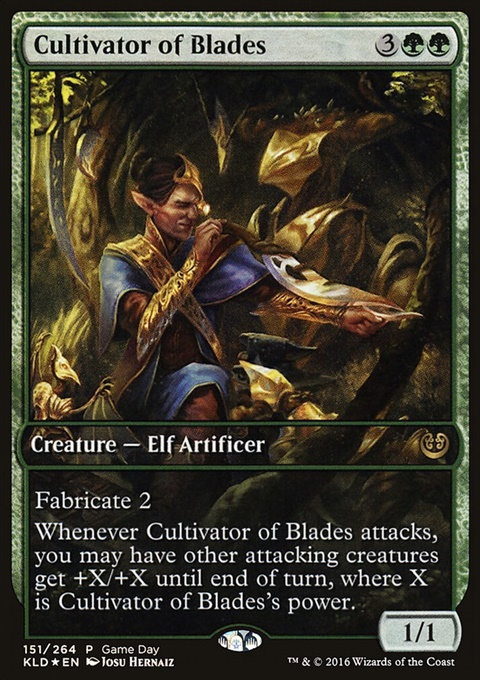 Cultivator of Blades 3
Creature — Elf Artificer
Fabricate 2
Whenever Cultivator of Blades attacks,
you may have other attacking creatures
get +X/+X until end of turn, where X
is Cultivator of Blades's power.
1/1
151/264 P Game Day
KLD★EN Josu Hernaiz
™ & © 2016 Wizards of the Coast